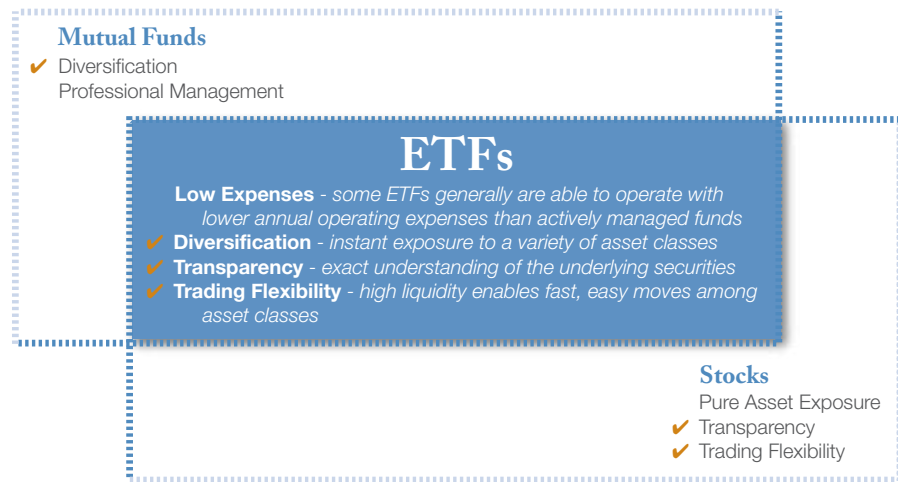 Mutual Funds
✔ Diversification
Professional Management
ETFs
Low Expenses - some ETFs generally are able to operate with
lower annual operating expenses than actively managed funds
✔ Diversification - instant exposure to a variety of asset classes
✔ Transparency - exact understanding of the underlying securities
✔ Trading Flexibility - high liquidity enables fast, easy moves among
asset classes
Stocks
Pure Asset Exposure
✔ Transparency
✔ Trading Flexibility